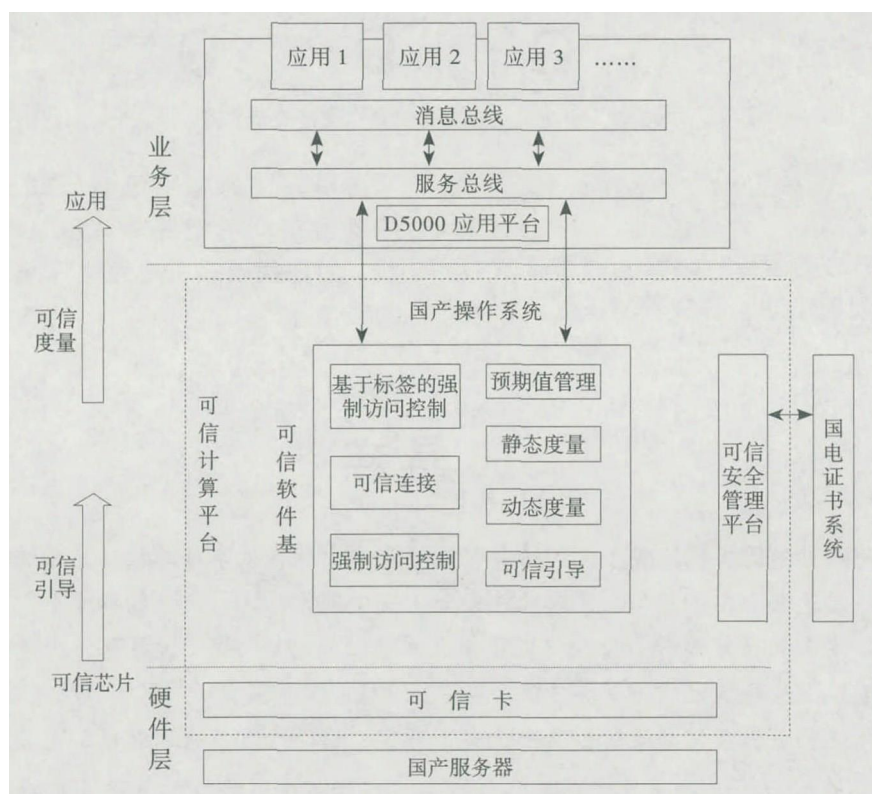 应用 1
应用 2
应用 3
……
消息总线
服务总线
D5000 应用平台
业务层
应用
可信
度量
可信
引导
可信芯片
国产操作系统
可信计算平台
可信软件基
基于标签的强
制访问控制
可信连接
强制访问控制
预期值管理
静态度量
动态度量
可信引导
可信
安全
管理
平台
国电证书系统
硬件层
可信卡
国产服务器